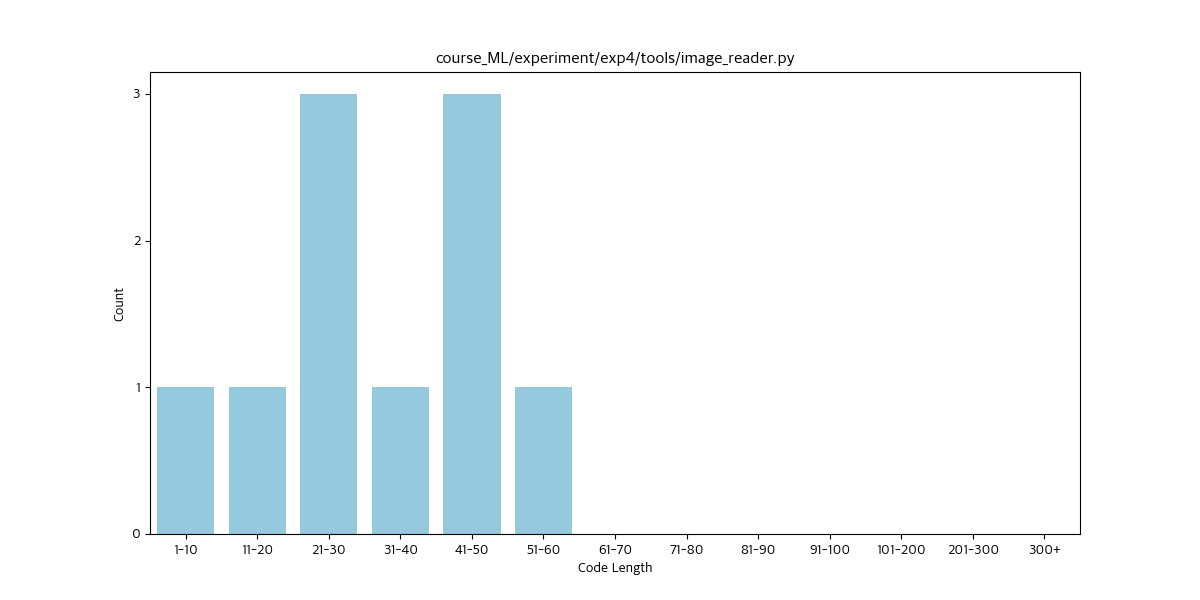 course_ML/experiment/exp4/tools/image_reader.py
3
2
1
0
Count
1-10 11-20 21-30 31-40 41-50 51-60 61-70 71-80 81-90 91-100 101-200 201-300 300+
Code Length